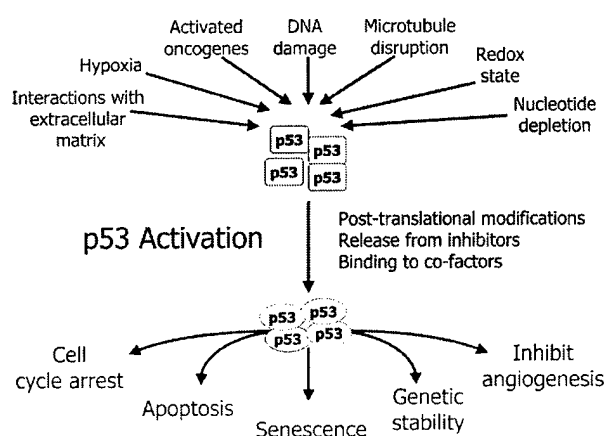 Activated
oncogenes
DNA
damage
Microtubule
disruption
Hypoxia
Redox
state
Interactions with
extracellular
matrix
Nucleotide
depletion
p53
p53
p53
p53
p53 Activation
Post-translational modifications
Release from inhibitors
Binding to co-factors
p53
p53
p53
p53
Cell
cycle arrest
Apoptosis
Senescence
Genetic
stability
Inhibit
angiogenesis